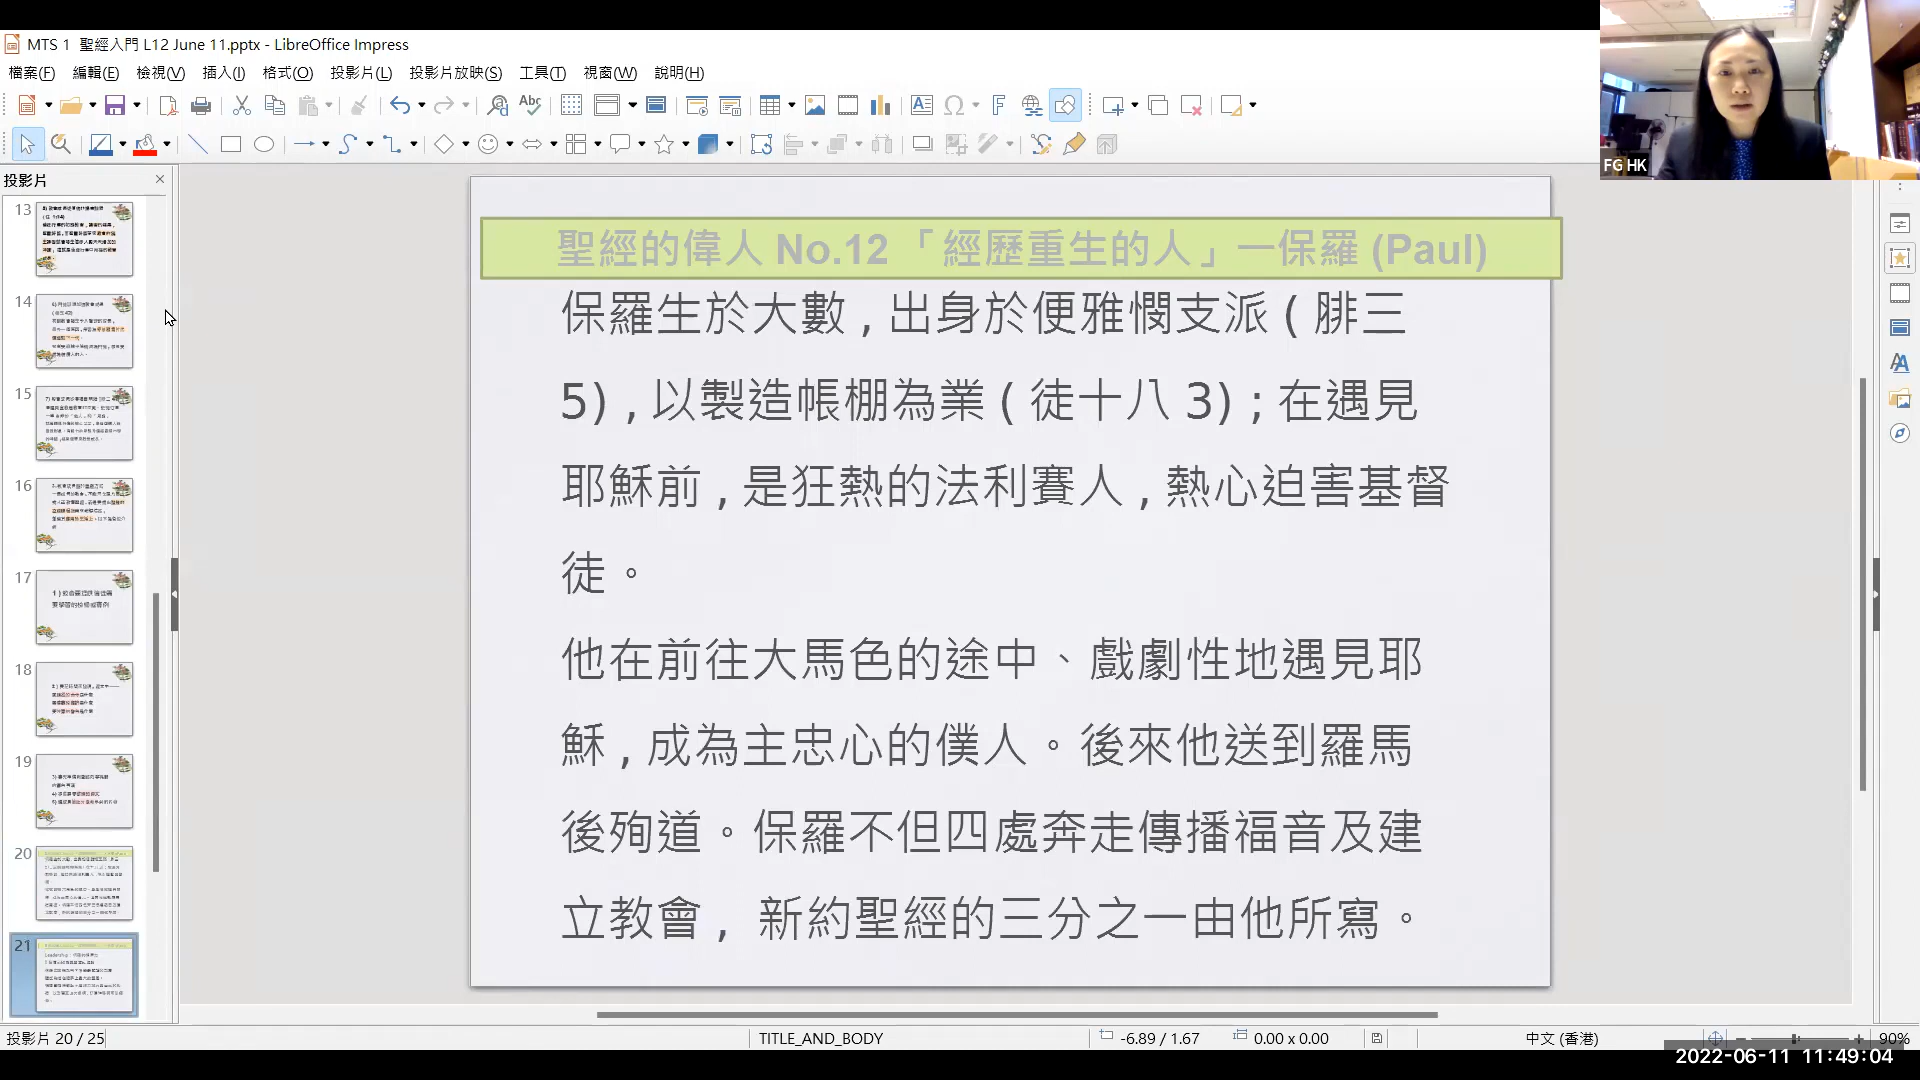 MTS 1 聖經入門 L12 June 11.pptx - LibreOffice Impress
檔案(F) 編輯(E) 檢視(V) 插入(I) 格式(O) 投影片(L) 投影片放映(S) 工具(T) 視窗(W) 說明(H)
FG HK
投影片
13
14
15
16
17
18
19
20
21
聖經的偉人 No.12 「經歷重生的人」—保羅 (Paul)
保羅生於大數 , 出身於便雅憫支派 ( 腓三
5) , 以製造帳棚為業 ( 徒十八 3) ; 在遇見
耶穌前 , 是狂熱的法利賽人 , 熱心迫害基督
徒。
他在前往大馬色的途中、戲劇性地遇見耶
穌 , 成為主忠心的僕人。後來他送到羅馬
後殉道。保羅不但四處奔走傳播福音及建
立教會 , 新約聖經的三分之一由他所寫。
投影片 20 / 25 TITLE_AND_BODY -6.89 / 1.67 0.00 x 0.00 中文 (香港) 90%
2022-06-11 11:49:04